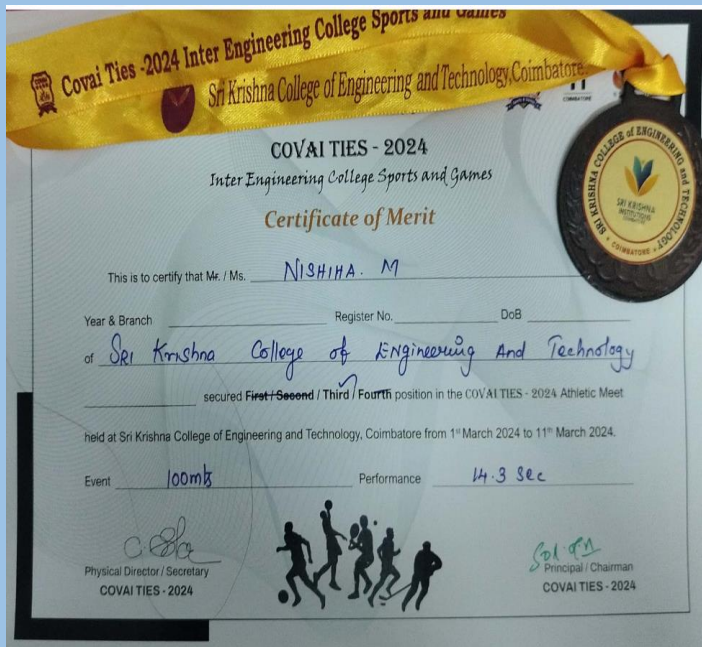 Covai Ties -2024 Inter Engineering College Sports and Games
Sri Krishna College of Engineering and Technology,Coimbatore.
COIMBATORE
SRI KRISHNA COLLEGE of ENGINEERING and TECHNOLOGY
SRI KRISHNA
INSTITUTIONS
COIMBATORE
COVAI TIES - 2024
Inter Engineering College Sports and Games
Certificate of Merit
This is to certify that Mr. / Ms. NISHIHA. M
Year & Branch Register No. DoB
of SRI Krrishna College of ENgineering And Technology
secured First / Second / Third / Fourth position in the COVAI TIES - 2024 Athletic Meet
held at Sri Krishna College of Engineering and Technology, Coimbatore from 1st March 2024 to 11th March 2024.
Event 100mts Performance 14.3 Sec
Physical Director / Secretary
COVAI TIES - 2024
Principal / Chairman
COVAI TIES - 2024